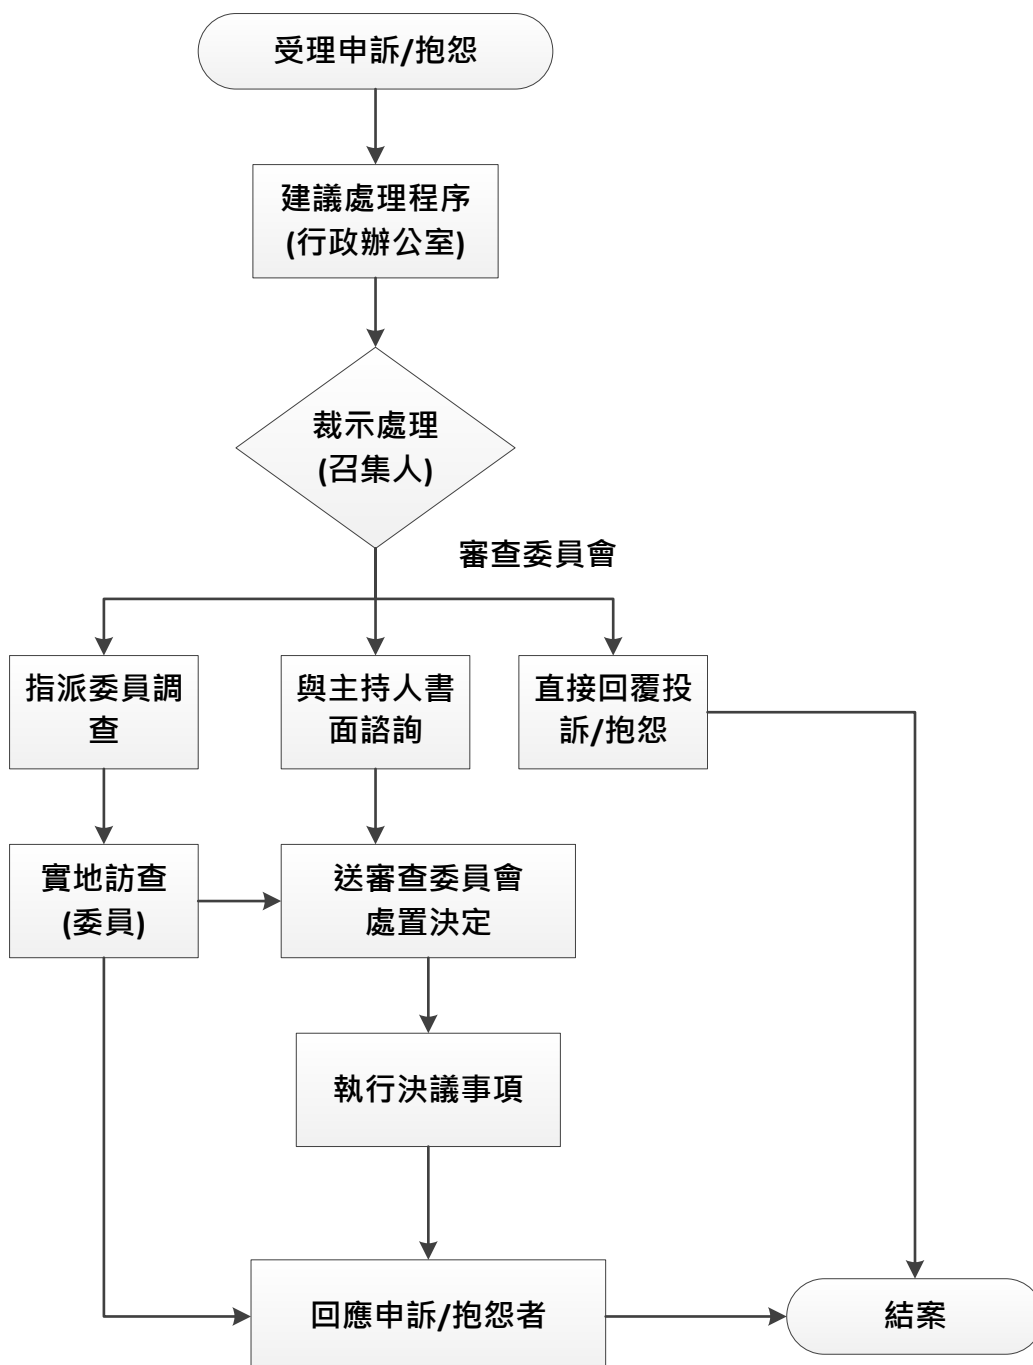 受理申訴/抱怨
建議處理程序
(行政辦公室)
裁示處理
(召集人)
審查委員會
指派委員調
查
與主持人書
面諮詢
直接回覆投
訴/抱怨
實地訪查
(委員)
送審查委員會
處置決定
執行決議事項
回應申訴/抱怨者
結案